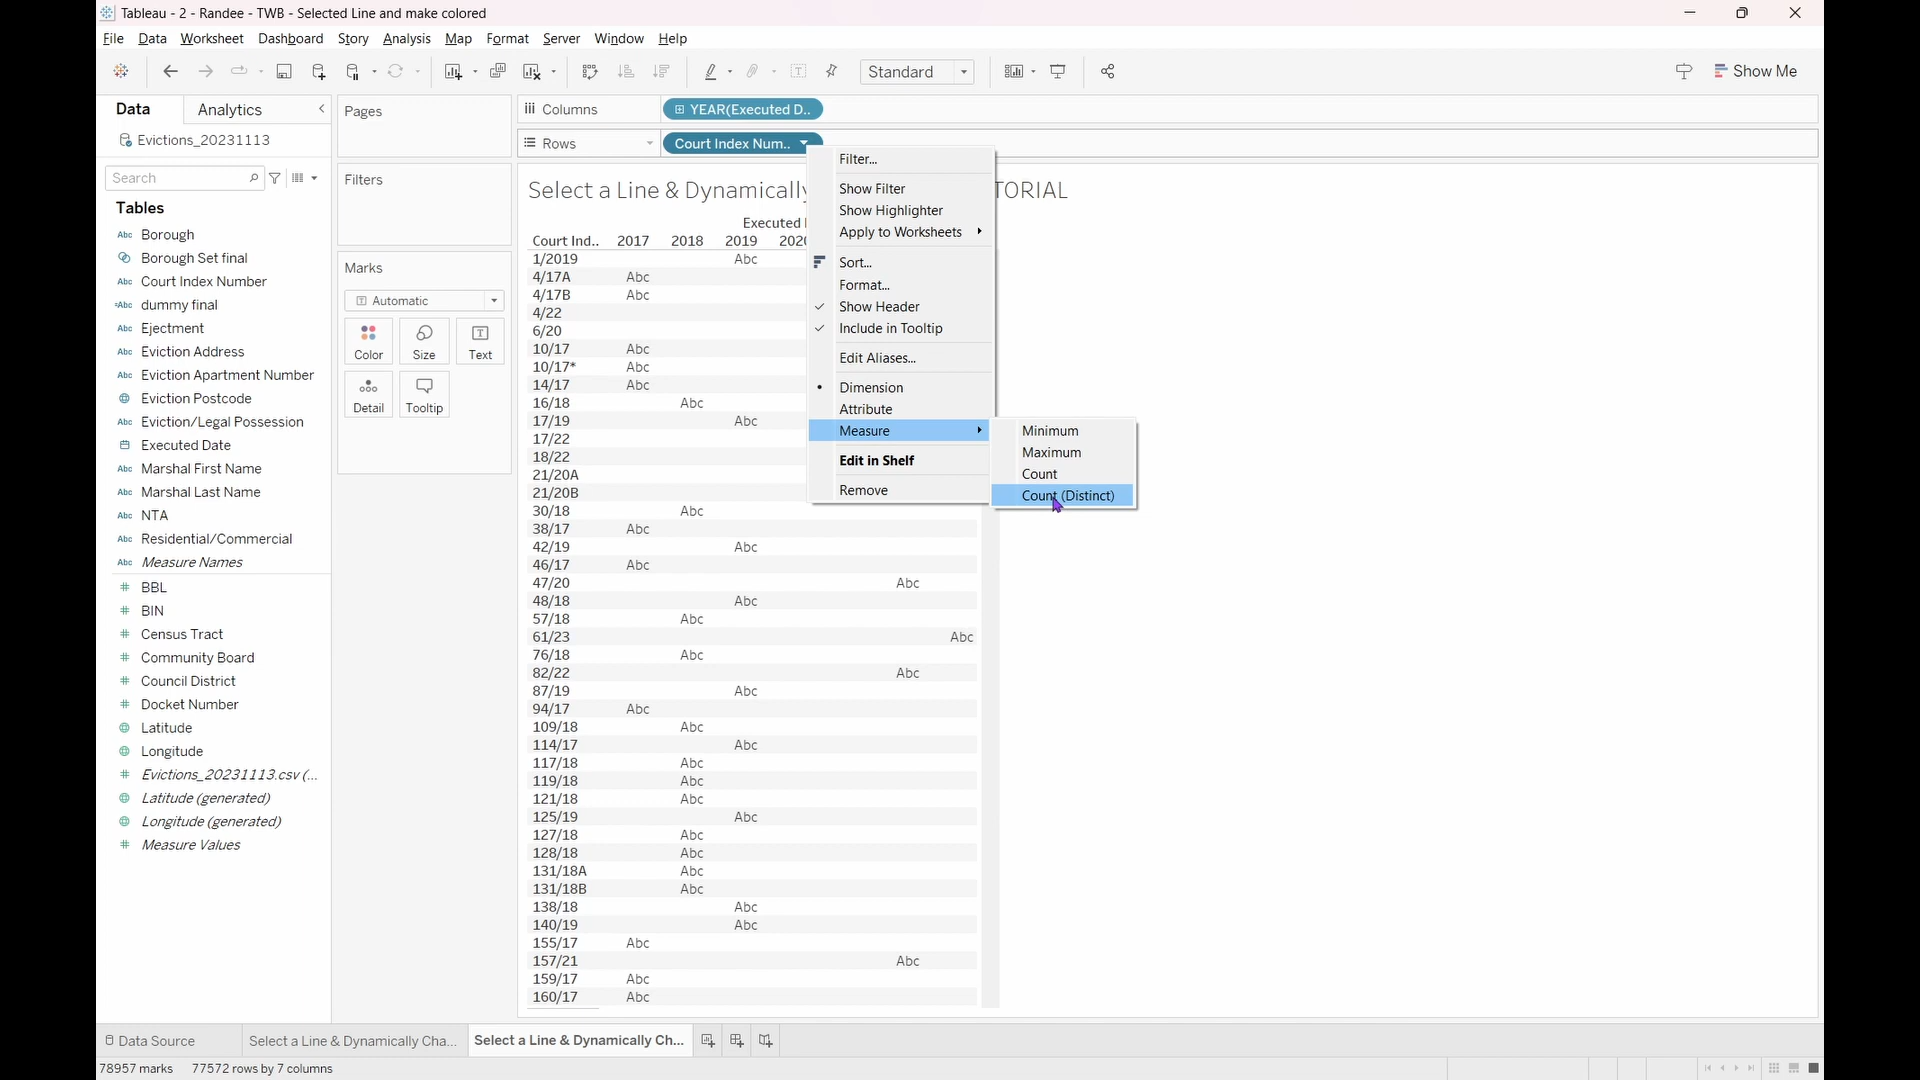 Tableau - 2 - Randee - TWB - Selected Line and make colored
File Data Worksheet Dashboard Story Analysis Map Format Server Window Help
Standard
Show Me
Data
Analytics
Evictions_20231113
Search
Tables
Abc Borough
Borough Set final
Abc Court Index Number
=Abc dummy final
Abc Ejectment
Abc Eviction Address
Abc Eviction Apartment Number
Eviction Postcode
Abc Eviction/Legal Possession
Executed Date
Abc Marshal First Name
Abc Marshal Last Name
Abc NTA
Abc Residential/Commercial
Abc Measure Names
# BBL
# BIN
# Census Tract
# Community Board
# Council District
# Docket Number
Latitude
Longitude
# Evictions_20231113.csv (...
Latitude (generated)
Longitude (generated)
# Measure Values
Pages
Filters
Marks
Automatic
Color
Size
Text
Detail
Tooltip
Columns
YEAR(Executed D..
Rows
Court Index Num..
Select a Line & Dynamically
TORIAL
Executed
Court Ind.. 2017 2018 2019 202
1/2019 Abc
4/17A Abc
4/17B Abc
4/22
6/20
10/17 Abc
10/17* Abc
14/17 Abc
16/18 Abc
17/19 Abc
17/22
18/22
21/20A
21/20B
30/18 Abc
38/17 Abc
42/19 Abc
46/17 Abc
47/20 Abc
48/18 Abc
57/18 Abc
61/23 Abc
76/18 Abc
82/22 Abc
87/19 Abc
94/17 Abc
109/18 Abc
114/17 Abc
117/18 Abc
119/18 Abc
121/18 Abc
125/19 Abc
127/18 Abc
128/18 Abc
131/18A Abc
131/18B Abc
138/18 Abc
140/19 Abc
155/17 Abc
157/21 Abc
159/17 Abc
160/17 Abc
Filter...
Show Filter
Show Highlighter
Apply to Worksheets
Sort...
Format...
Show Header
Include in Tooltip
Edit Aliases...
Dimension
Attribute
Measure
Edit in Shelf
Remove
Minimum
Maximum
Count
Count (Distinct)
Data Source
Select a Line & Dynamically Cha...
Select a Line & Dynamically Ch...
78957 marks 77572 rows by 7 columns